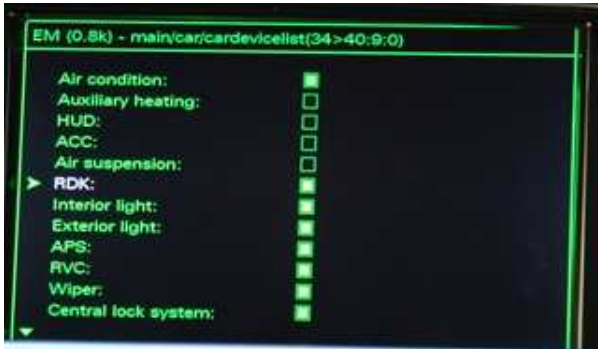 EM (0.8k) - main/car/cardevicelist(34>40:9:0)
Air condition:
Auxiliary heating:
HUD:
ACC:
Air suspension:
RDK:
Interior light:
Exterior light:
APS:
RVC:
Wiper:
Central lock system: